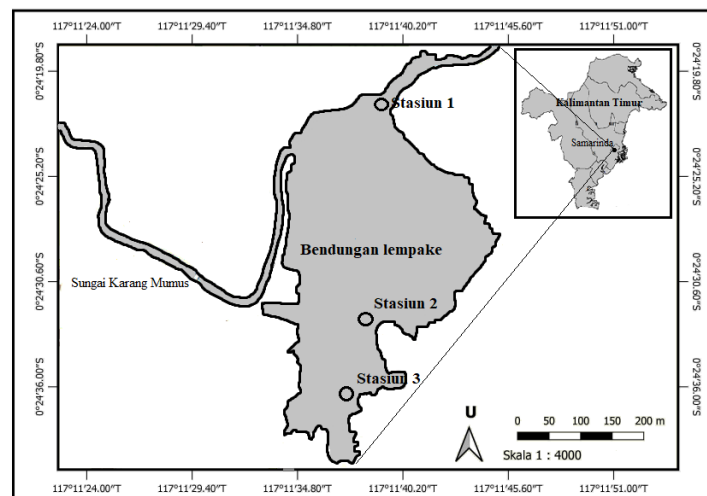 117°11'24.00"T 117°11'29.40"T 117°11'34.80"T 117°11'40.20"T 117°11'45.60"T 117°11'51.00"T
0°24'19.80"S
0°24'19.80"S
Kalimantan Timur
Stasiun 1
Samarinda
0°24'25.20"S
0°24'25.20"S
Bendungan lempake
Sungai Karang Mumus
0°24'30.60"S
0°24'30.60"S
Stasiun 2
Stasiun 3
0°24'36.00"S
0°24'36.00"S
U
0 50 100 150 200 m
Skala 1 : 4000
117°11'24.00"T 117°11'29.40"T 117°11'34.80"T 117°11'40.20"T 117°11'45.60"T 117°11'51.00"T